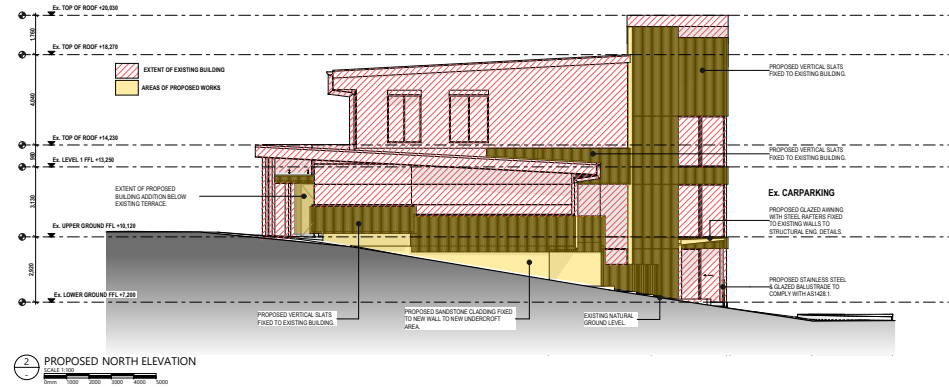 Ex. TOP OF ROOF +20,030
1,760
Ex. TOP OF ROOF +18,270
EXTENT OF EXISTING BUILDING
AREAS OF PROPOSED WORKS
PROPOSED VERTICAL SLATS
FIXED TO EXISTING BUILDING.
4,040
Ex. TOP OF ROOF +14,230
980
Ex. LEVEL 1 FFL +13,250
PROPOSED VERTICAL SLATS
FIXED TO EXISTING BUILDING.
EXTENT OF PROPOSED
BUILDING ADDITION BELOW
EXISTING TERRACE.
3,130
Ex. CARPARKING
PROPOSED GLAZED AWNING
WITH STEEL RAFTERS FIXED
TO EXISTING WALLS TO
STRUCTURAL ENG. DETAILS.
Ex. UPPER GROUND FFL +10,120
2,920
PROPOSED STAINLESS STEEL
& GLAZED BALUSTRADE TO
COMPLY WITH AS1428.1.
Ex. LOWER GROUND FFL +7,200
PROPOSED VERTICAL SLATS
FIXED TO EXISTING BUILDING.
PROPOSED SANDSTONE CLADDING FIXED
TO NEW WALL TO NEW UNDERCROFT
AREA.
EXISTING NATURAL
GROUND LEVEL.
2
-
PROPOSED NORTH ELEVATION
SCALE 1:100
0mm 1000 2000 3000 4000 5000